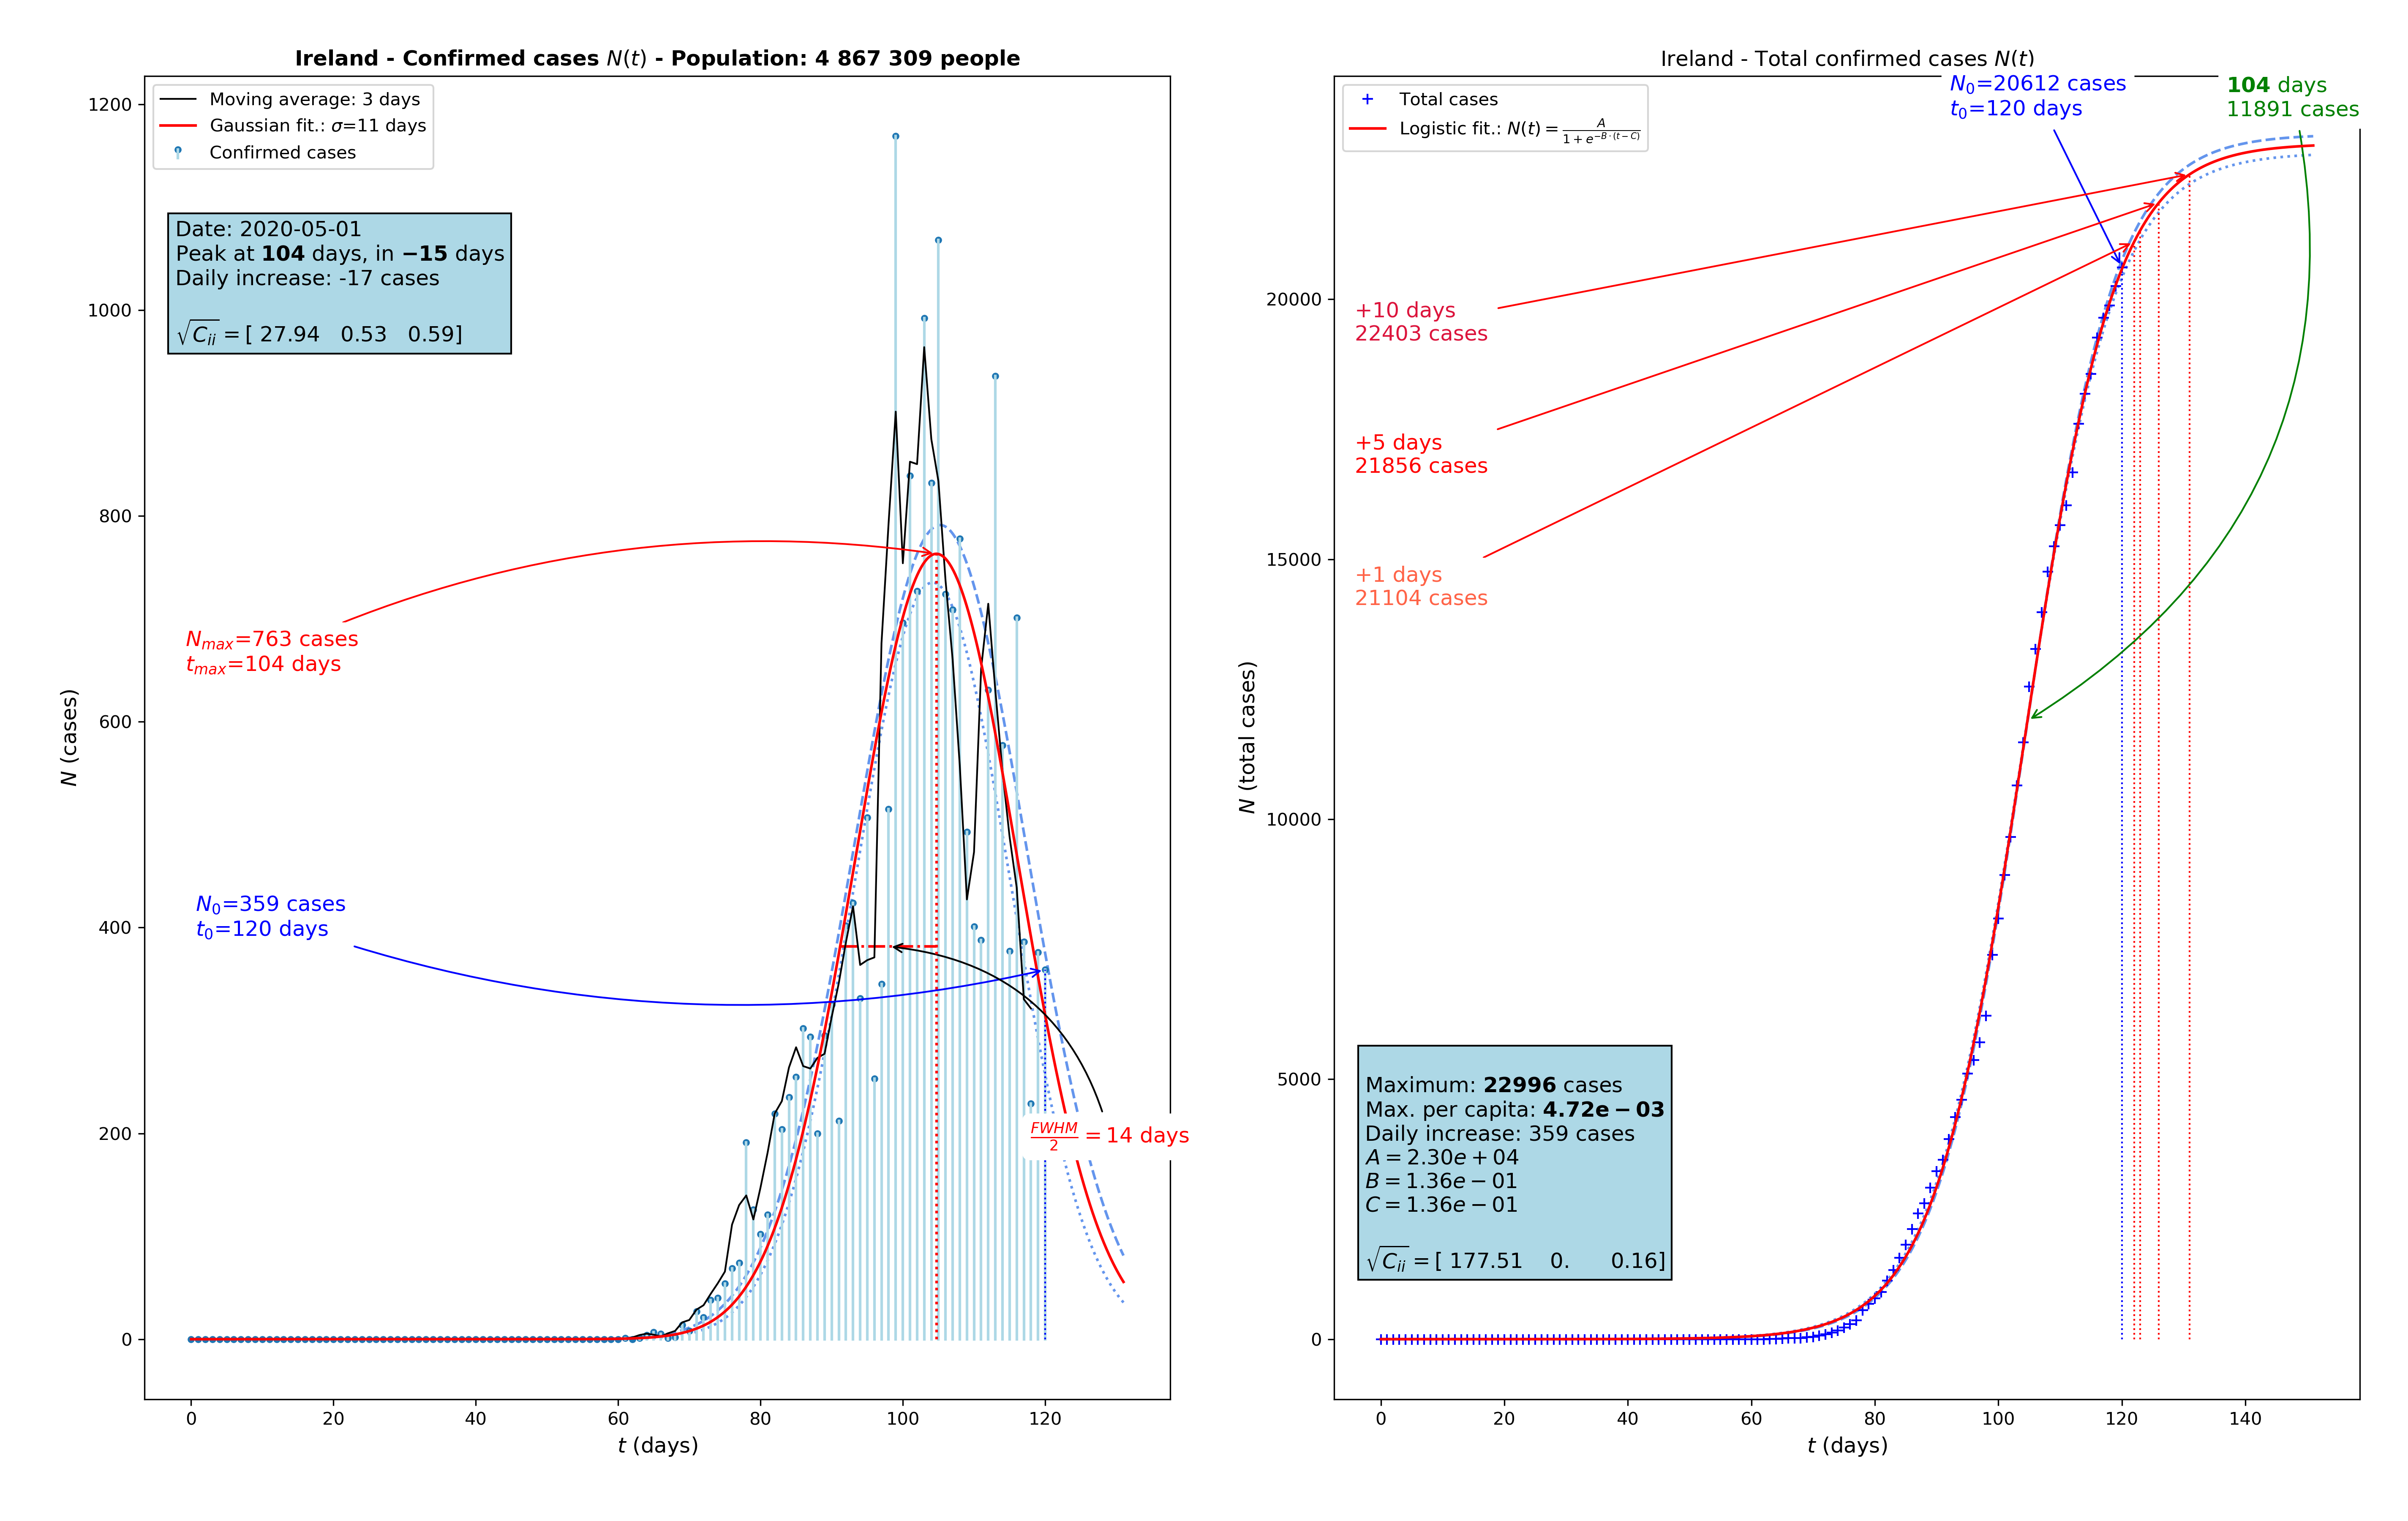 Ireland - Confirmed cases N(t) - Population: 4 867 309 people
Moving average: 3 days
Gaussian fit.: σ=11 days
Confirmed cases
Date: 2020-05-01
Peak at 104 days, in −15 days
Daily increase: -17 cases
√C_ii = [ 27.94 0.53 0.59]
N_max=763 cases
t_max=104 days
N_0=359 cases
t_0=120 days
FWHM/2 = 14 days
1200
1000
800
600
400
200
0
N (cases)
0 20 40 60 80 100 120
t (days)
Ireland - Total confirmed cases N(t)
Total cases
Logistic fit.: N(t) = A/(1 + e^{−B·(t−C)})
N_0=20612 cases
t_0=120 days
104 days
11891 cases
+10 days
22403 cases
+5 days
21856 cases
+1 days
21104 cases
Maximum: 22996 cases
Max. per capita: 4.72e − 03
Daily increase: 359 cases
A = 2.30e + 04
B = 1.36e − 01
C = 1.36e − 01
√C_ii = [ 177.51 0. 0.16]
20000
15000
10000
5000
0
N (total cases)
0 20 40 60 80 100 120 140
t (days)